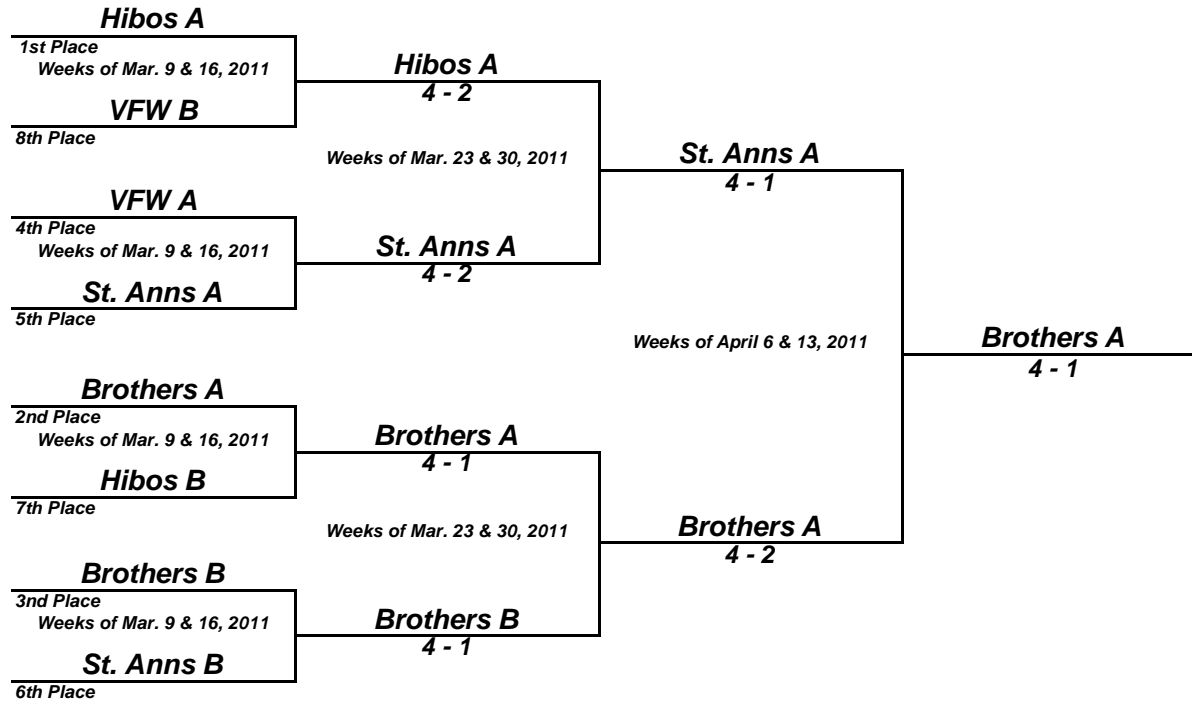 Hibos A
1st Place
Weeks of Mar. 9 & 16, 2011
VFW B
8th Place
Hibos A
4 - 2
Weeks of Mar. 23 & 30, 2011
VFW A
4th Place
Weeks of Mar. 9 & 16, 2011
St. Anns A
5th Place
St. Anns A
4 - 2
St. Anns A
4 - 1
Weeks of April 6 & 13, 2011
Brothers A
4 - 1
Brothers A
2nd Place
Weeks of Mar. 9 & 16, 2011
Hibos B
7th Place
Brothers A
4 - 1
Weeks of Mar. 23 & 30, 2011
Brothers A
4 - 2
Brothers B
3nd Place
Weeks of Mar. 9 & 16, 2011
St. Anns B
6th Place
Brothers B
4 - 1